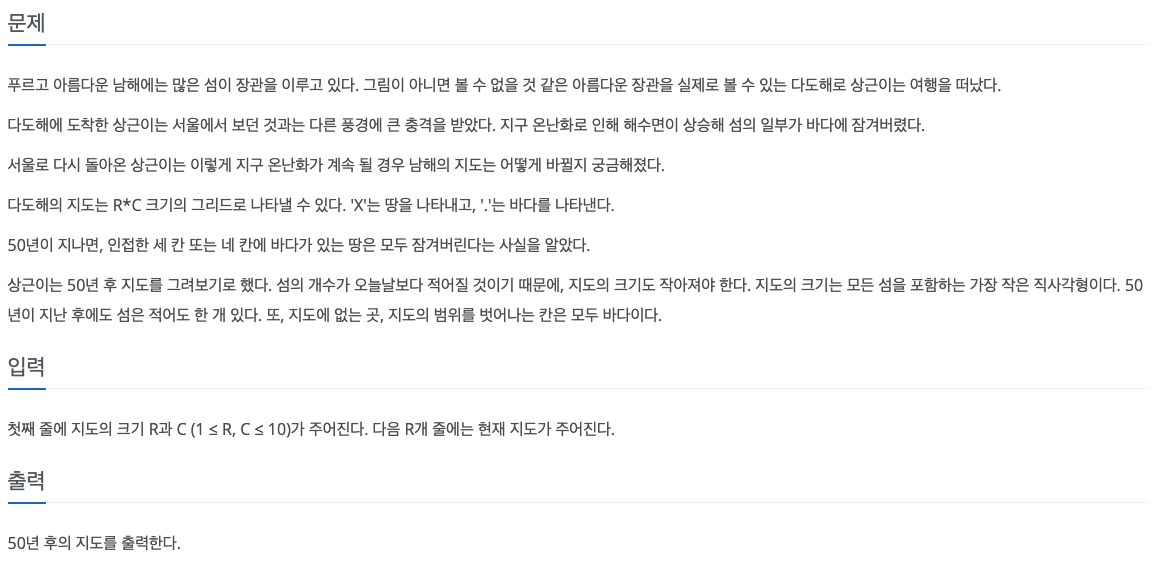 문제
푸르고 아름다운 남해에는 많은 섬이 장관을 이루고 있다. 그림이 아니면 볼 수 없을 것 같은 아름다운 장관을 실제로 볼 수 있는 다도해로 상근이는 여행을 떠났다.
다도해에 도착한 상근이는 서울에서 보던 것과는 다른 풍경에 큰 충격을 받았다. 지구 온난화로 인해 해수면이 상승해 섬의 일부가 바다에 잠겨버렸다.
서울로 다시 돌아온 상근이는 이렇게 지구 온난화가 계속 될 경우 남해의 지도는 어떻게 바뀔지 궁금해졌다.
다도해의 지도는 R*C 크기의 그리드로 나타낼 수 있다. 'X'는 땅을 나타내고, '.'는 바다를 나타낸다.
50년이 지나면, 인접한 세 칸 또는 네 칸에 바다가 있는 땅은 모두 잠겨버린다는 사실을 알았다.
상근이는 50년 후 지도를 그려보기로 했다. 섬의 개수가 오늘날보다 적어질 것이기 때문에, 지도의 크기도 작아져야 한다. 지도의 크기는 모든 섬을 포함하는 가장 작은 직사각형이다. 50
년이 지난 후에도 섬은 적어도 한 개 있다. 또, 지도에 없는 곳, 지도의 범위를 벗어나는 칸은 모두 바다이다.
입력
첫째 줄에 지도의 크기 R과 C (1 ≤ R, C ≤ 10)가 주어진다. 다음 R개 줄에는 현재 지도가 주어진다.
출력
50년 후의 지도를 출력한다.